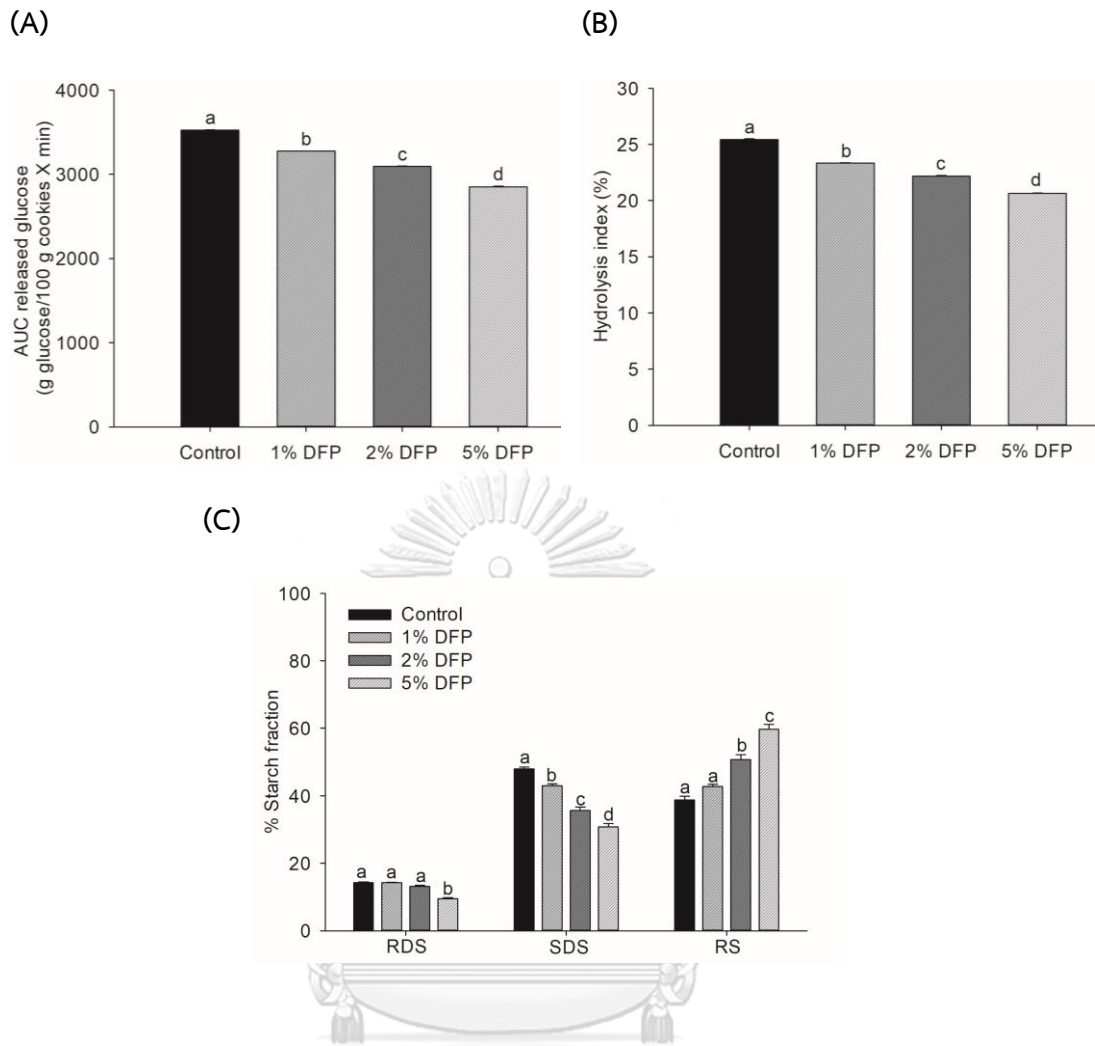 (A)
(B)
AUC released glucose
(g glucose/100 g cookies X min)
4000
3000
2000
1000
0
a
b
c
d
Control 1% DFP 2% DFP 5% DFP
Hydrolysis index (%)
30
25
20
15
10
5
0
a
b
c
d
Control 1% DFP 2% DFP 5% DFP
(C)
% Starch fraction
100
80
60
40
20
0
Control
1% DFP
2% DFP
5% DFP
a a a b
a b c d
a a b c
RDS SDS RS